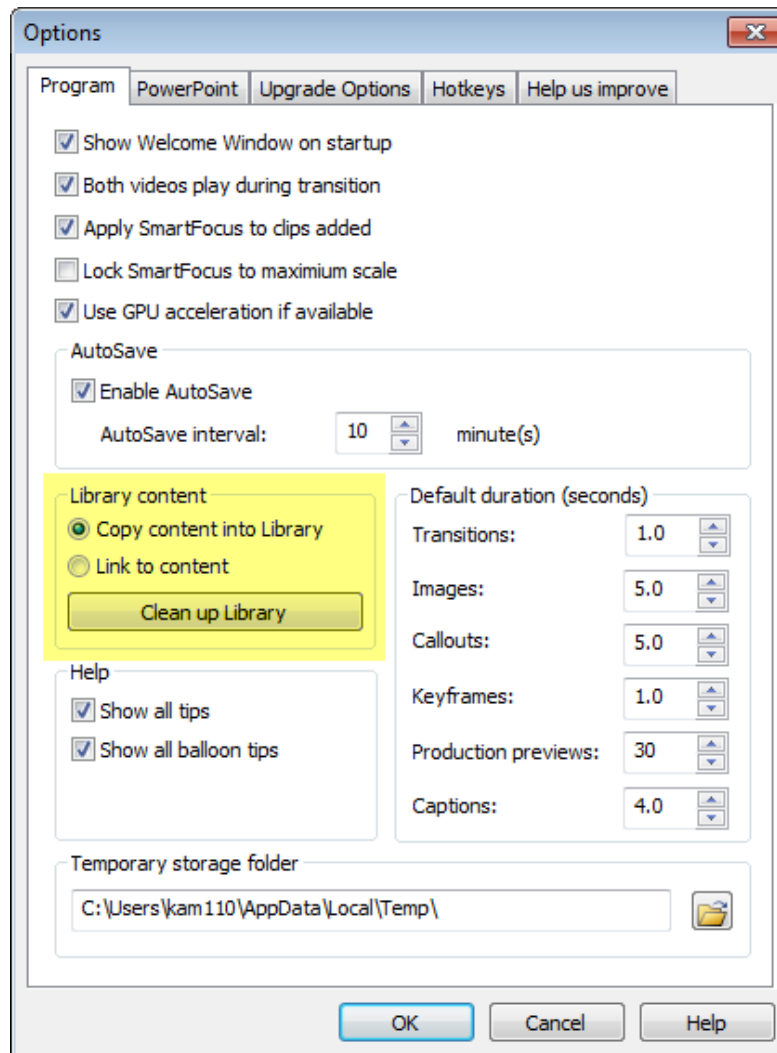 Options
Program PowerPoint Upgrade Options Hotkeys Help us improve
Show Welcome Window on startup
Both videos play during transition
Apply SmartFocus to clips added
Lock SmartFocus to maximium scale
Use GPU acceleration if available
AutoSave
Enable AutoSave
AutoSave interval: 10 minute(s)
Library content
Copy content into Library
Link to content
Clean up Library
Help
Show all tips
Show all balloon tips
Default duration (seconds)
Transitions: 1.0
Images: 5.0
Callouts: 5.0
Keyframes: 1.0
Production previews: 30
Captions: 4.0
Temporary storage folder
C:\Users\kam110\AppData\Local\Temp\
OK Cancel Help